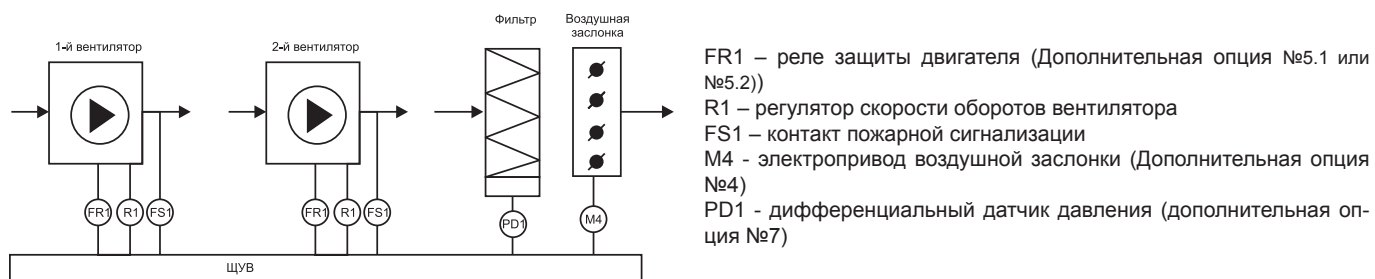 1-й вентилятор
FR1
R1
FS1
2-й вентилятор
FR1
R1
FS1
Фильтр
PD1
Воздушная
заслонка
M4
ЩУВ
FR1 – реле защиты двигателя (Дополнительная опция №5.1 или
№5.2))
R1 – регулятор скорости оборотов вентилятора
FS1 – контакт пожарной сигнализации
M4 - электропривод воздушной заслонки (Дополнительная опция
№4)
PD1 - дифференциальный датчик давления (дополнительная оп-
ция №7)